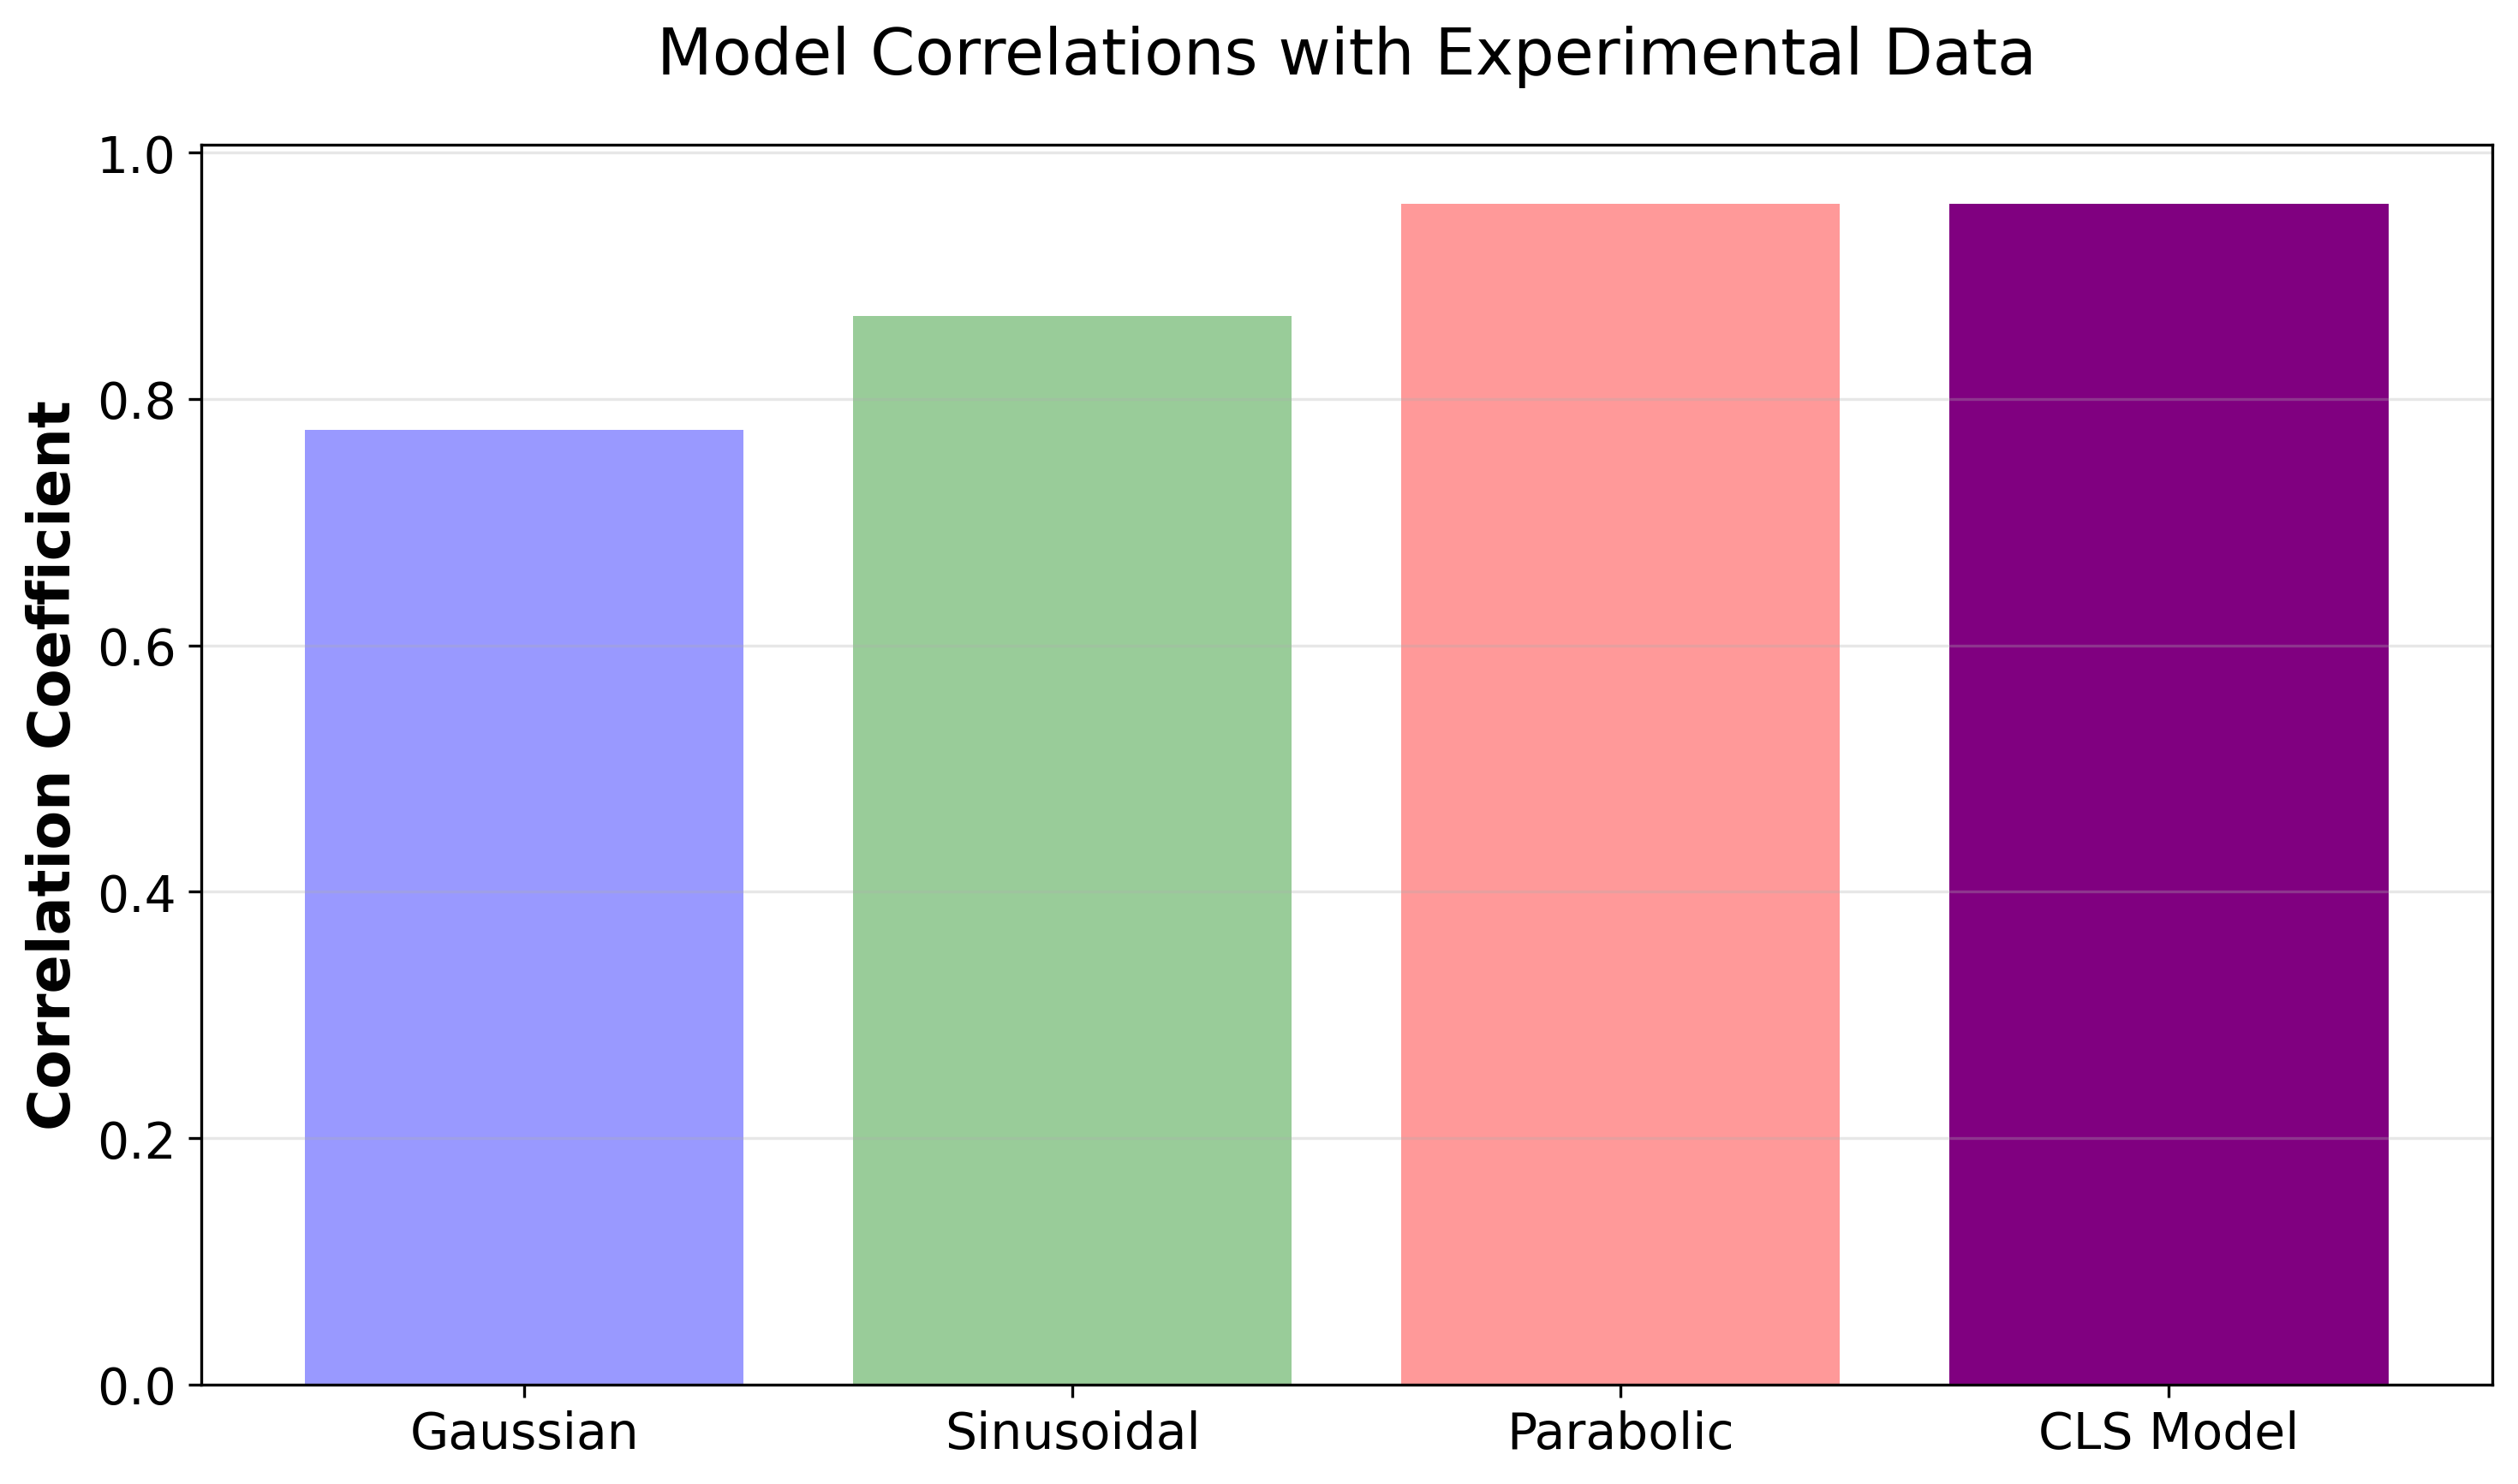 Model Correlations with Experimental Data
Correlation Coefficient
1.0
0.8
0.6
0.4
0.2
0.0
Gaussian
Sinusoidal
Parabolic
CLS Model